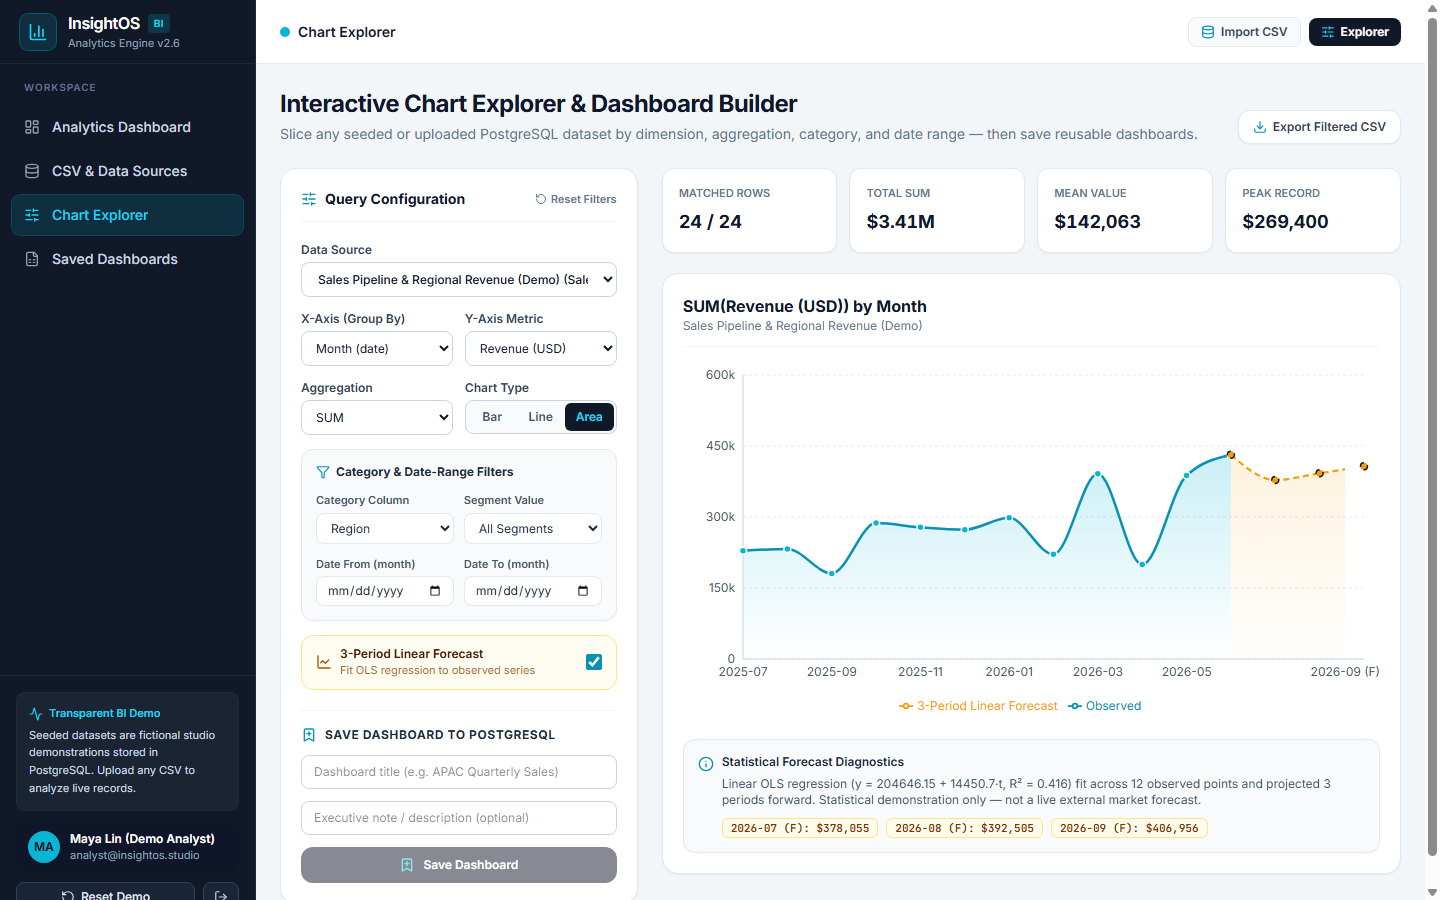 InsightOS BI
Analytics Engine v2.6
WORKSPACE
Analytics Dashboard
CSV & Data Sources
Chart Explorer
Saved Dashboards
Transparent BI Demo
Seeded datasets are fictional studio
demonstrations stored in
PostgreSQL. Upload any CSV to
analyze live records.
MA
Maya Lin (Demo Analyst)
analyst@insightos.studio
Reset Demo
Chart Explorer
Import CSV
Explorer
Interactive Chart Explorer & Dashboard Builder
Slice any seeded or uploaded PostgreSQL dataset by dimension, aggregation, category, and date range — then save reusable dashboards.
Export Filtered CSV
Query Configuration
Reset Filters
Data Source
Sales Pipeline & Regional Revenue (Demo) (Sale
X-Axis (Group By)
Y-Axis Metric
Month (date)
Revenue (USD)
Aggregation
Chart Type
SUM
Bar
Line
Area
Category & Date-Range Filters
Category Column
Segment Value
Region
All Segments
Date From (month)
Date To (month)
mm/dd/yyyy
mm/dd/yyyy
3-Period Linear Forecast
Fit OLS regression to observed series
SAVE DASHBOARD TO POSTGRESQL
Dashboard title (e.g. APAC Quarterly Sales)
Executive note / description (optional)
Save Dashboard
MATCHED ROWS
24 / 24
TOTAL SUM
$3.41M
MEAN VALUE
$142,063
PEAK RECORD
$269,400
SUM(Revenue (USD)) by Month
Sales Pipeline & Regional Revenue (Demo)
600k
450k
300k
150k
0
2025-07
2025-09
2025-11
2026-01
2026-03
2026-05
2026-09 (F)
3-Period Linear Forecast
Observed
Statistical Forecast Diagnostics
Linear OLS regression (y = 204646.15 + 14450.7·t, R² = 0.416) fit across 12 observed points and projected 3
periods forward. Statistical demonstration only — not a live external market forecast.
2026-07 (F): $378,055
2026-08 (F): $392,505
2026-09 (F): $406,956